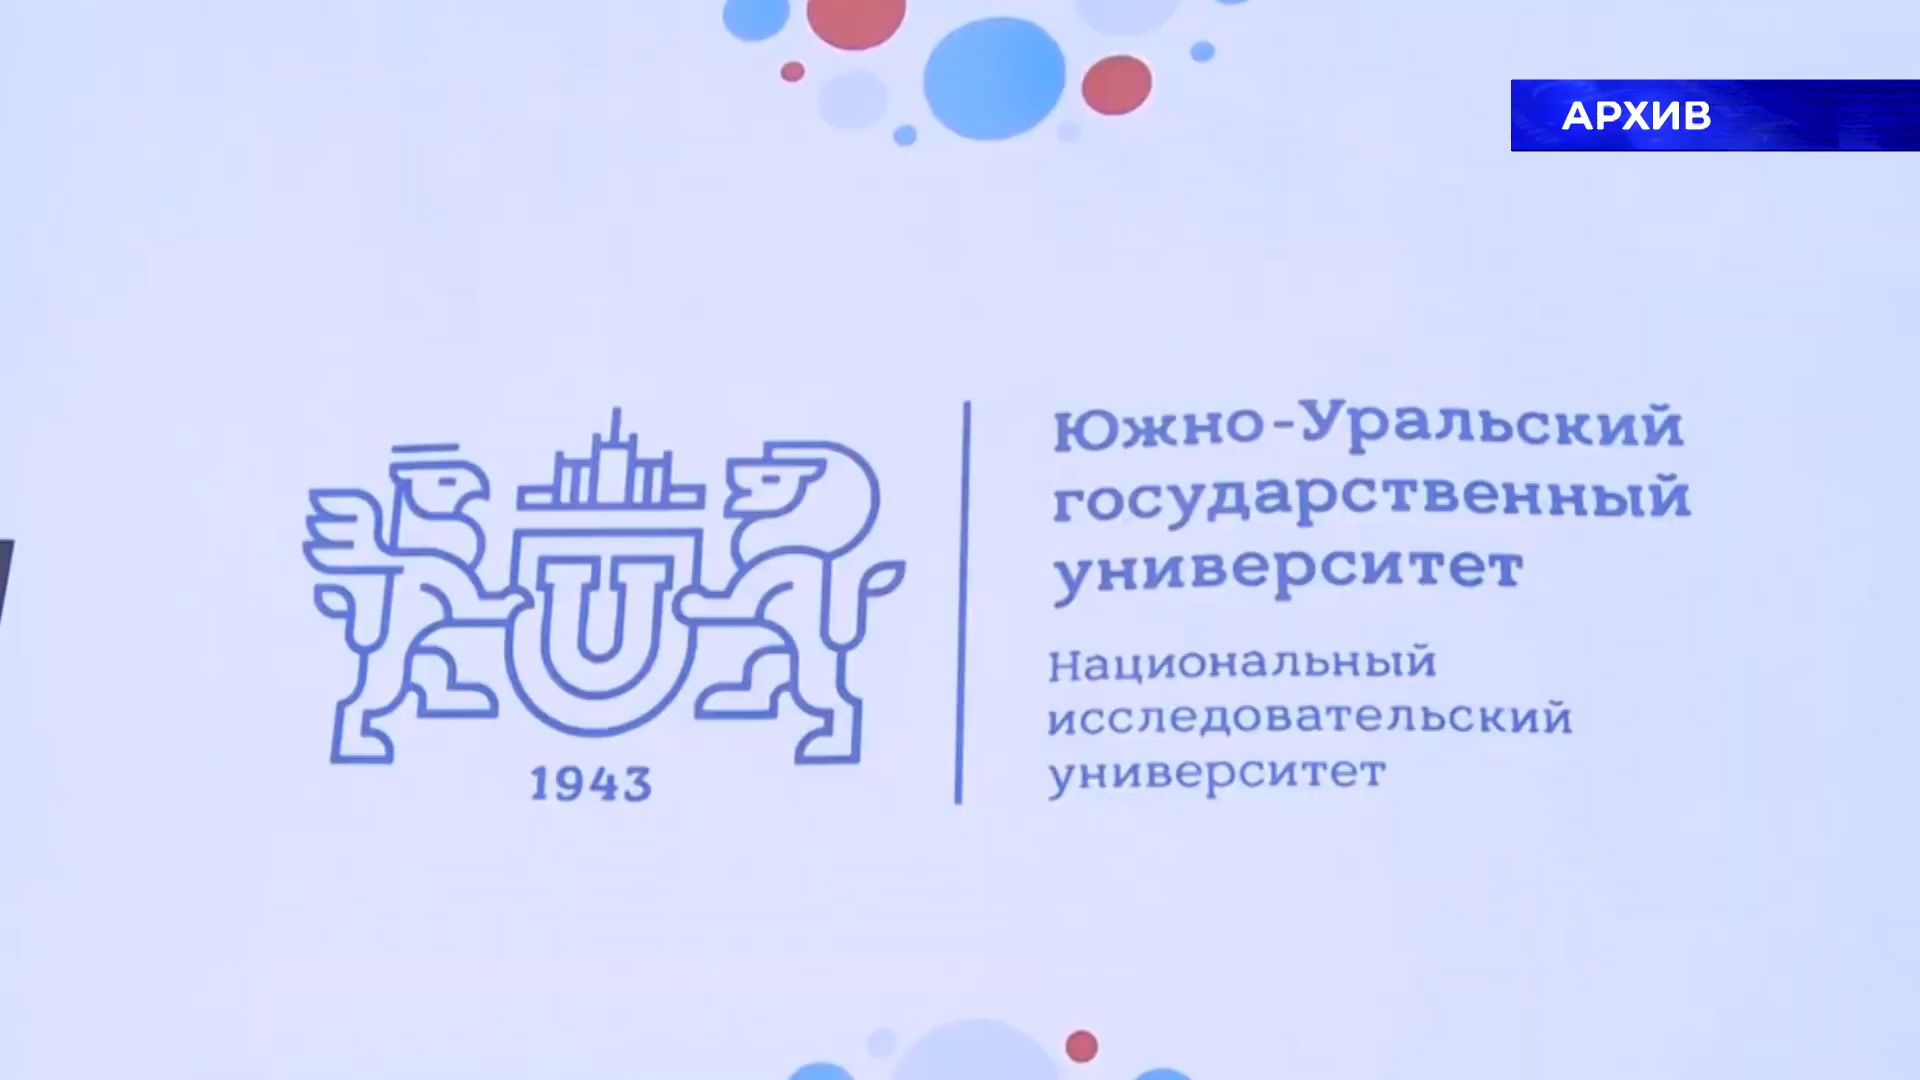 АРХИВ
Южно-Уральский
государственный
университет
Национальный
исследовательский
университет
1943